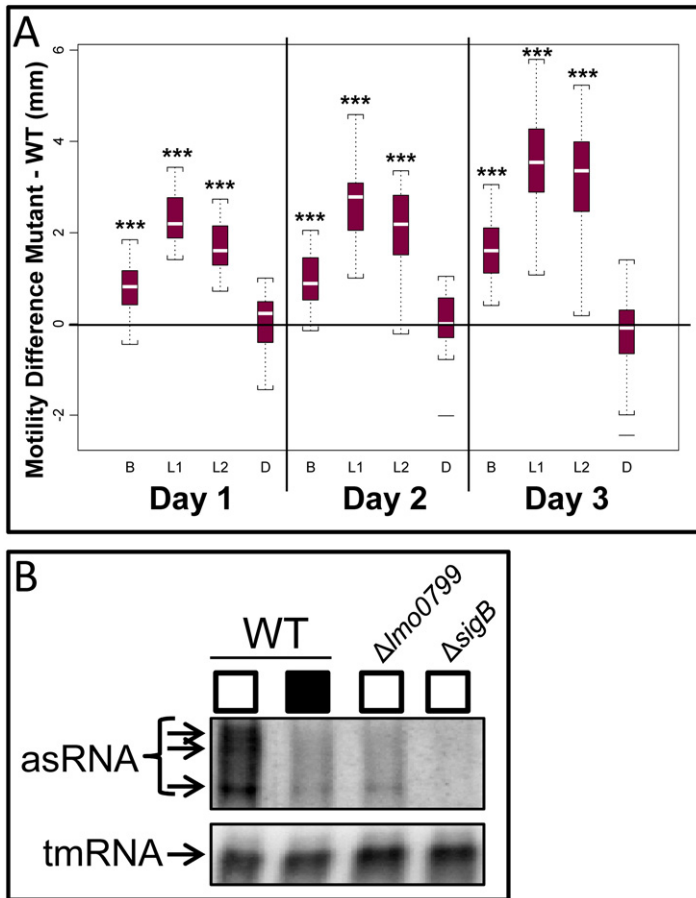 A
Motility Difference Mutant - WT (mm)
6
4
2
0
-2
*** *** *** *** *** *** *** *** ***
B L1 L2 D B L1 L2 D B L1 L2 D
Day 1 Day 2 Day 3
B
WT Δlmo0799 ΔsigB
asRNA
tmRNA